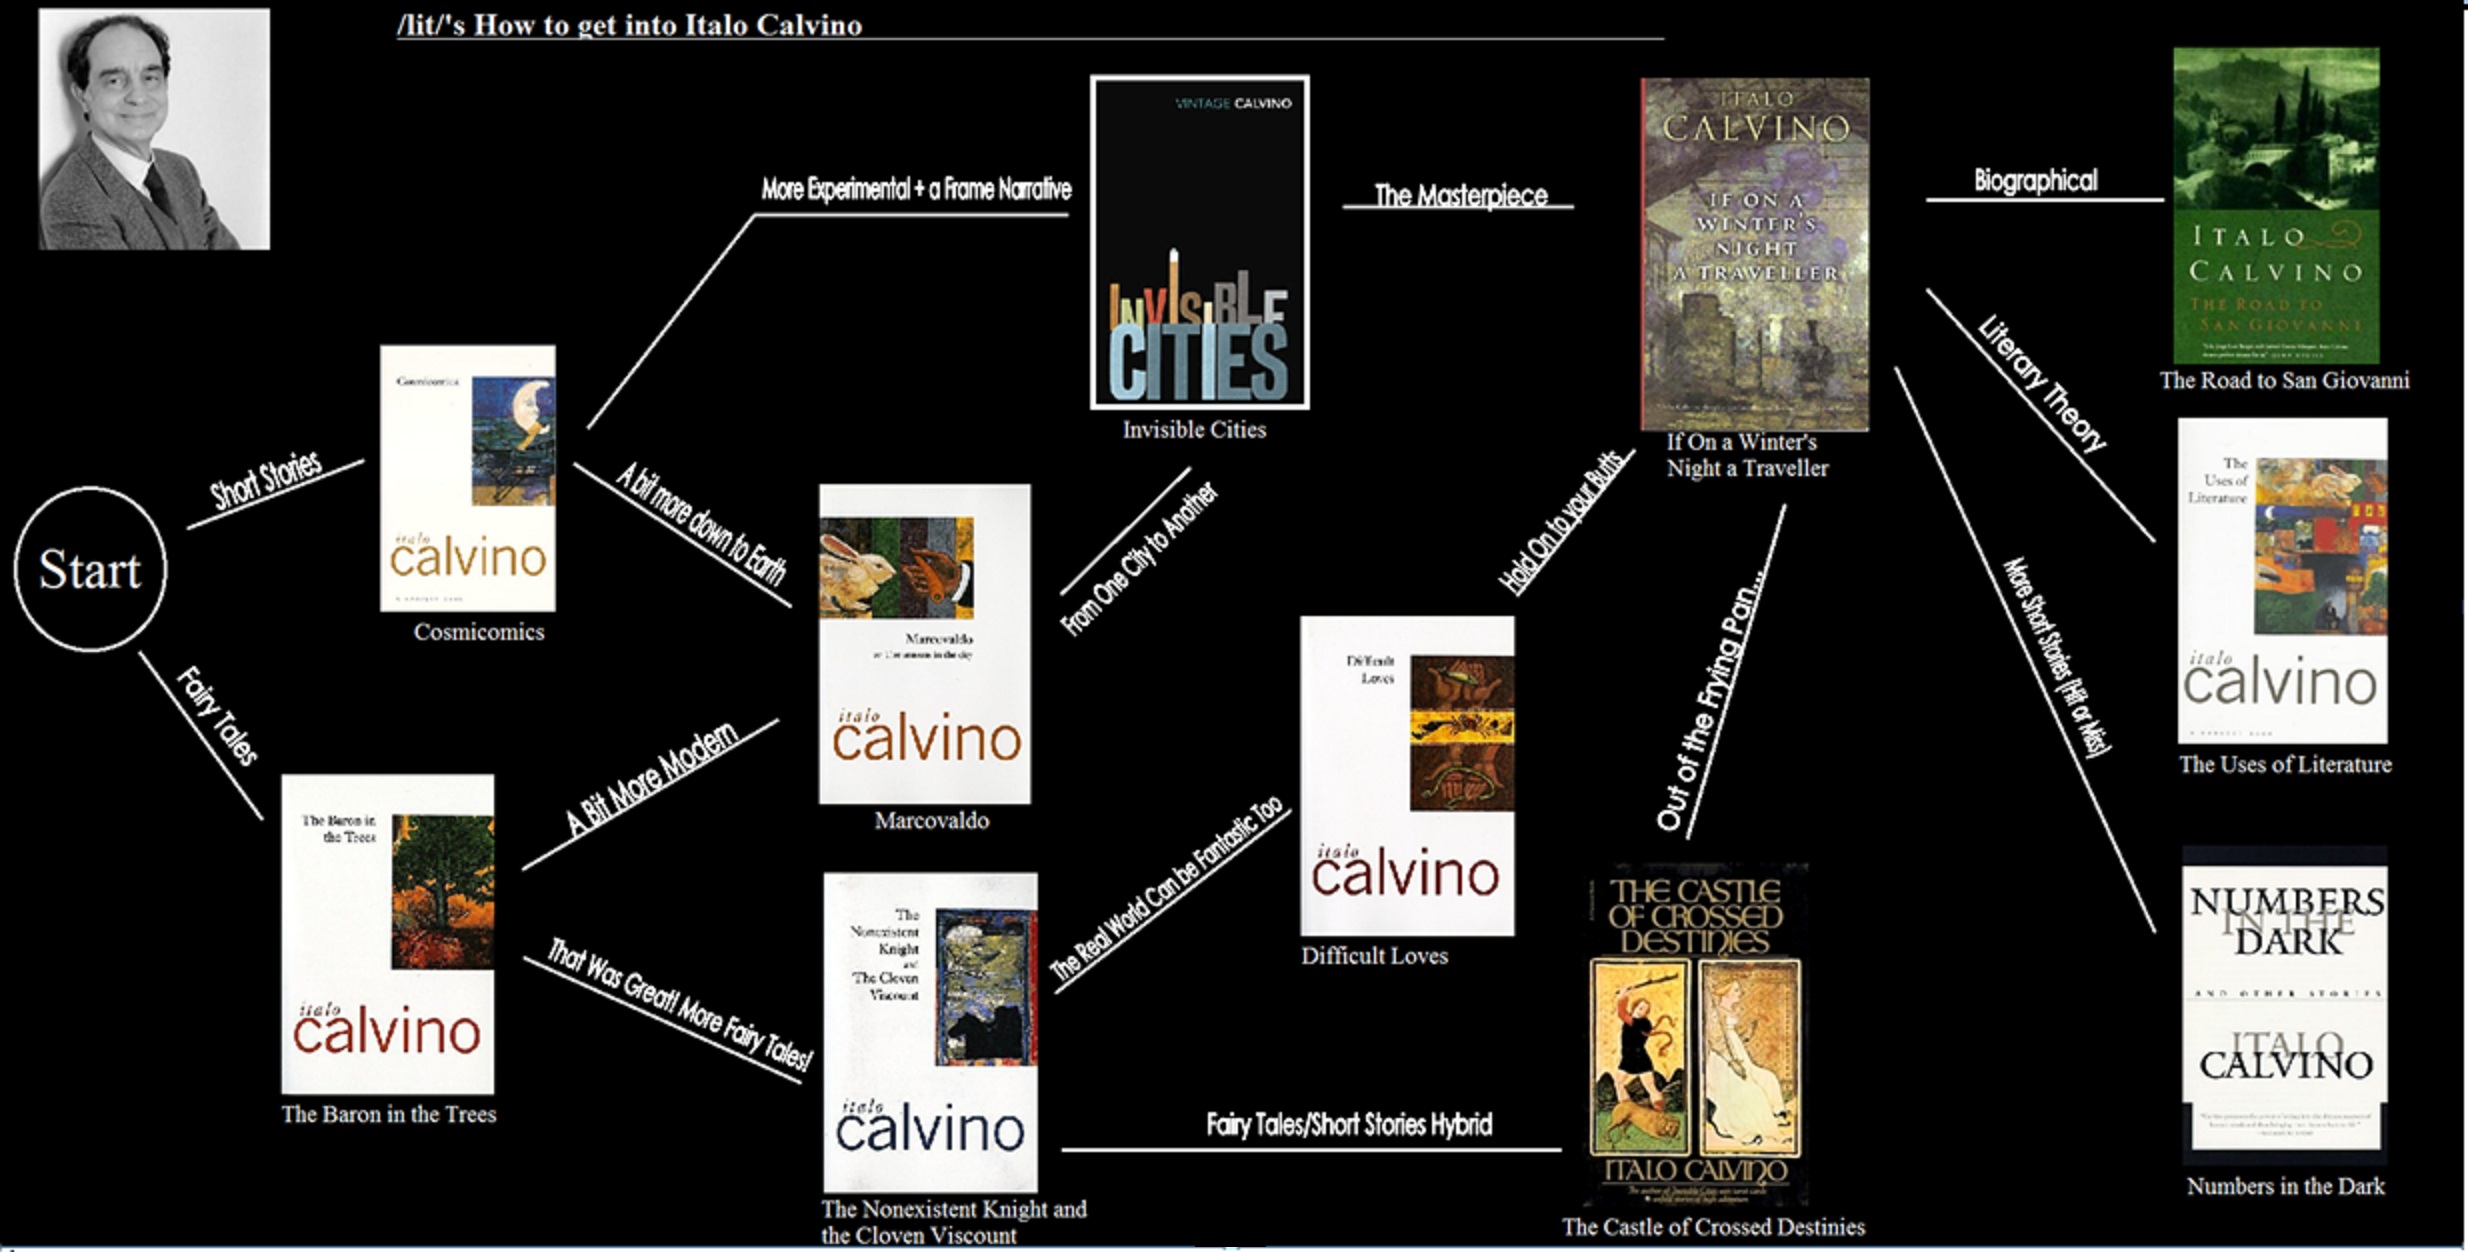 /lit/'s How to get into Italo Calvino
Start
Short Stories
Fairy Tales
Cosmicomics
italo
calvino
Cosmicomics
More Experimental + a Frame Narrative
A bit more down to Earth
The Baron in
the Trees
italo
calvino
The Baron in the Trees
A Bit More Modern
That Was Great! More Fairy Tales!
VINTAGE CALVINO
INVISIBLE
CITIES
Invisible Cities
Marcovaldo
or The seasons in the city
italo
calvino
Marcovaldo
From One City to Another
The
Nonexistent
Knight
and
The Cloven
Viscount
italo
calvino
The Nonexistent Knight and
the Cloven Viscount
The Real World Can be Fantastic Too
Fairy Tales/Short Stories Hybrid
The Masterpiece
Difficult
Loves
italo
calvino
Difficult Loves
Hold On to your Butts
ITALO
CALVINO
IF ON A
WINTER'S
NIGHT
A TRAVELLER
If On a Winter's
Night a Traveller
Out of the Frying Pan...
THE CASTLE
OF CROSSED
DESTINIES
ITALO CALVINO
The Castle of Crossed Destinies
Biographical
Literary Theory
More Short Stories (Hit or Miss)
ITALO
CALVINO
THE ROAD TO
SAN GIOVANNI
The Road to San Giovanni
The
Uses of
Literature
italo
calvino
The Uses of Literature
NUMBERS
IN THE
DARK
AND OTHER STORIES
ITALO
CALVINO
Numbers in the Dark